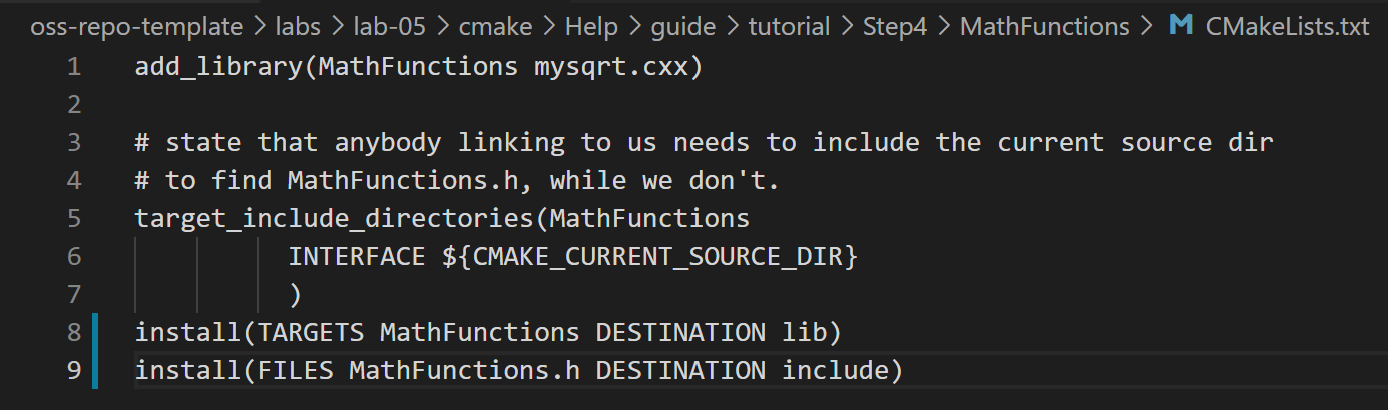 oss-repo-template > labs > lab-05 > cmake > Help > guide > tutorial > Step4 > MathFunctions > M CMakeLists.txt
1 add_library(MathFunctions mysqrt.cxx)
2
3 # state that anybody linking to us needs to include the current source dir
4 # to find MathFunctions.h, while we don't.
5 target_include_directories(MathFunctions
6 INTERFACE ${CMAKE_CURRENT_SOURCE_DIR}
7 )
8 install(TARGETS MathFunctions DESTINATION lib)
9 install(FILES MathFunctions.h DESTINATION include)